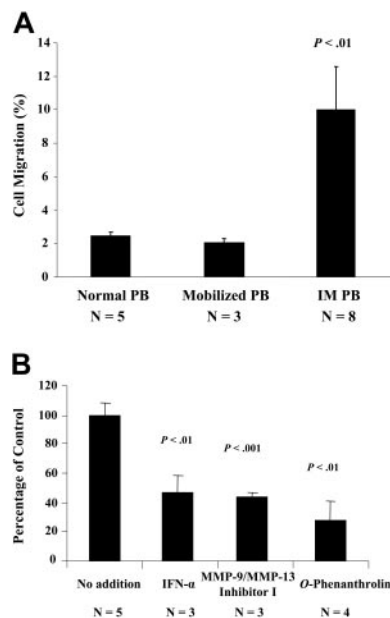 A
P < .01
14
12
10
8
6
4
2
0
Cell Migration (%)
Normal PB Mobilized PB IM PB
N = 5 N = 3 N = 8
B
120
100
80
60
40
20
0
Percentage of Control
P < .01
P < .001
P < .01
No addition IFN-α MMP-9/MMP-13 O-Phenanthrolin
Inhibitor I
N = 5 N = 3 N = 3 N = 4